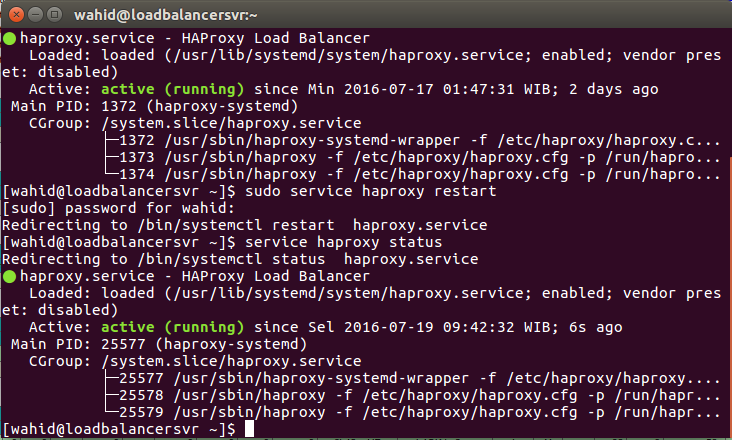 wahid@loadbalancersvr:~
● haproxy.service - HAProxy Load Balancer
   Loaded: loaded (/usr/lib/systemd/system/haproxy.service; enabled; vendor pres
et: disabled)
   Active: active (running) since Min 2016-07-17 01:47:31 WIB; 2 days ago
 Main PID: 1372 (haproxy-systemd)
   CGroup: /system.slice/haproxy.service
           ├─1372 /usr/sbin/haproxy-systemd-wrapper -f /etc/haproxy/haproxy.c...
           ├─1373 /usr/sbin/haproxy -f /etc/haproxy/haproxy.cfg -p /run/hapro...
           └─1374 /usr/sbin/haproxy -f /etc/haproxy/haproxy.cfg -p /run/hapro...
[wahid@loadbalancersvr ~]$ sudo service haproxy restart
[sudo] password for wahid:
Redirecting to /bin/systemctl restart  haproxy.service
[wahid@loadbalancersvr ~]$ service haproxy status
Redirecting to /bin/systemctl status  haproxy.service
● haproxy.service - HAProxy Load Balancer
   Loaded: loaded (/usr/lib/systemd/system/haproxy.service; enabled; vendor pres
et: disabled)
   Active: active (running) since Sel 2016-07-19 09:42:32 WIB; 6s ago
 Main PID: 25577 (haproxy-systemd)
   CGroup: /system.slice/haproxy.service
           ├─25577 /usr/sbin/haproxy-systemd-wrapper -f /etc/haproxy/haproxy....
           ├─25578 /usr/sbin/haproxy -f /etc/haproxy/haproxy.cfg -p /run/hapr...
           └─25579 /usr/sbin/haproxy -f /etc/haproxy/haproxy.cfg -p /run/hapr...
[wahid@loadbalancersvr ~]$